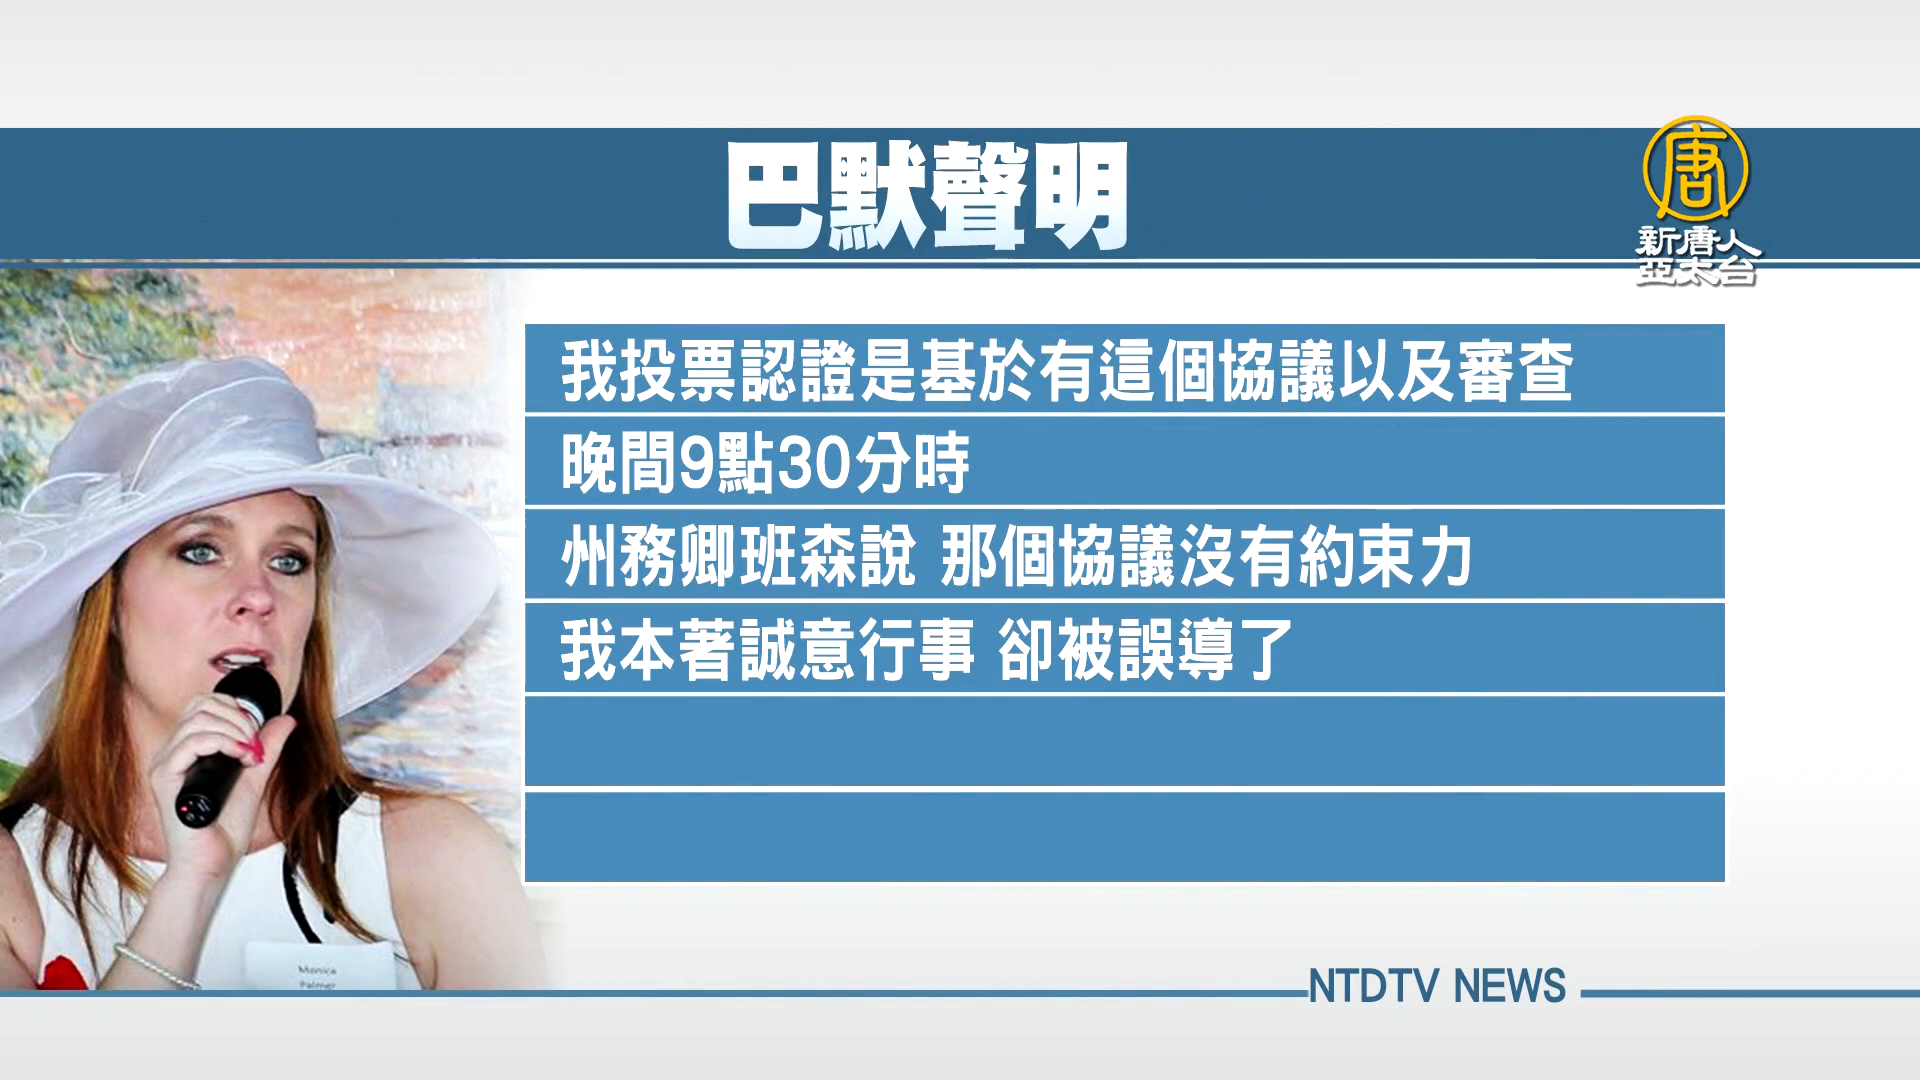 巴默聲明
唐
新唐人
亞太台
我投票認證是基於有這個協議以及審查
晚間9點30分時
州務卿班森說 那個協議沒有約束力
我本著誠意行事 卻被誤導了
Monica
Palmer
NTDTV NEWS